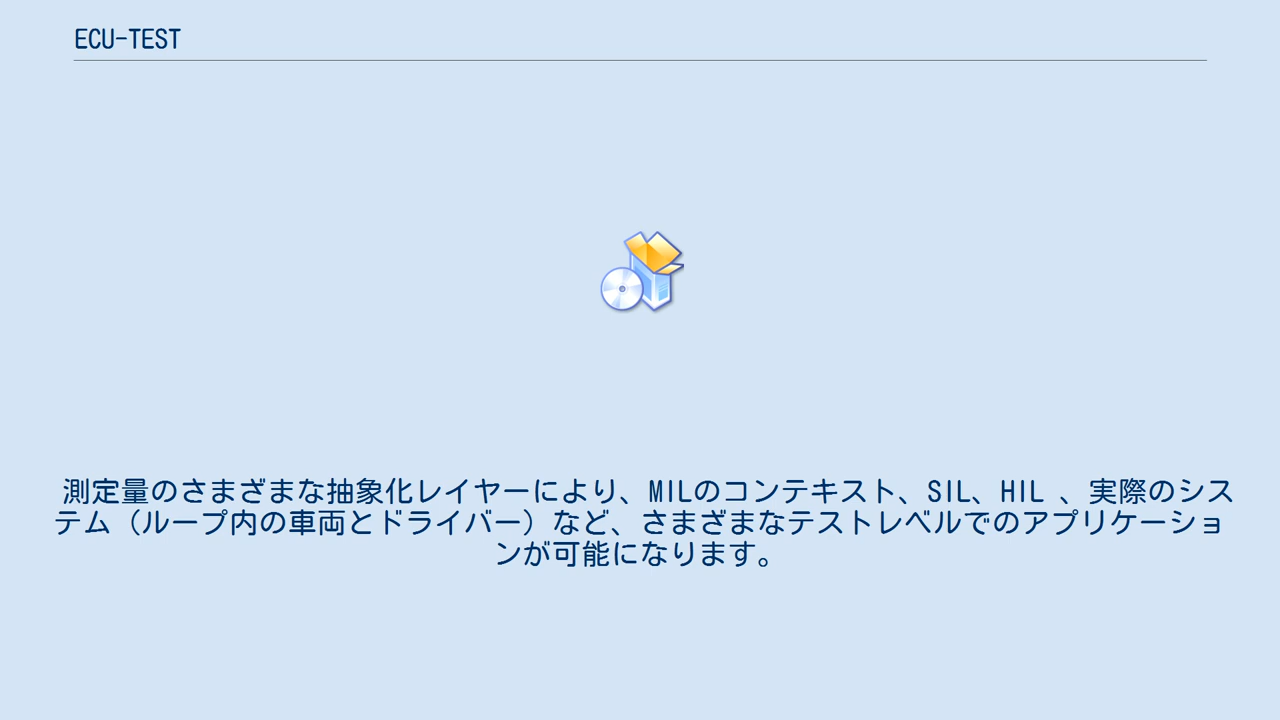 ECU-TEST
測定量のさまざまな抽象化レイヤーにより、MILのコンテキスト、SIL、HIL 、実際のシス
テム（ループ内の車両とドライバー）など、さまざまなテストレベルでのアプリケーショ
ンが可能になります。